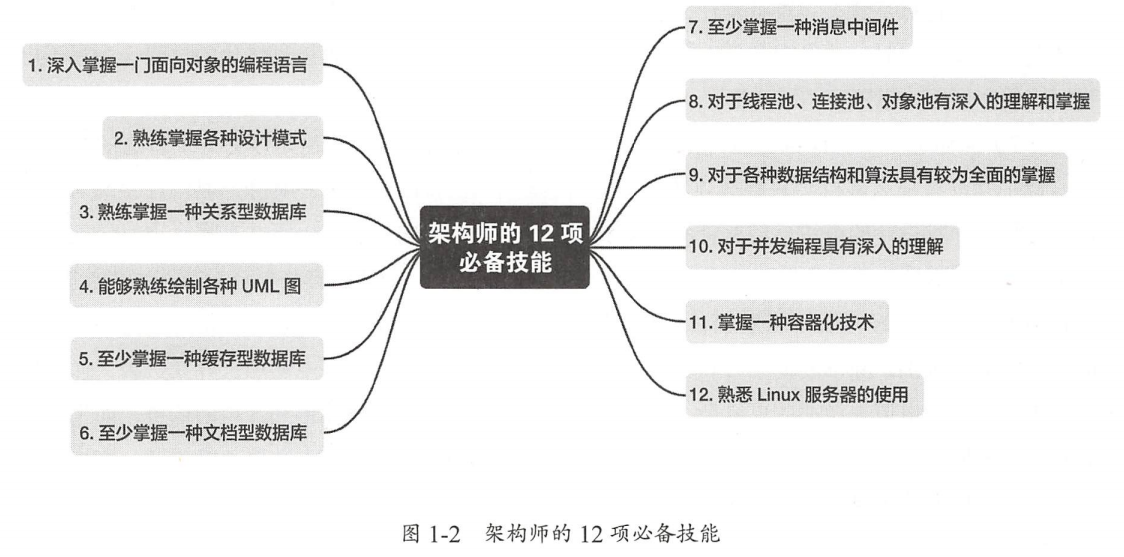 1. 深入掌握一门面向对象的编程语言
2. 熟练掌握各种设计模式
3. 熟练掌握一种关系型数据库
4. 能够熟练绘制各种 UML 图
5. 至少掌握一种缓存型数据库
6. 至少掌握一种文档型数据库
架构师的 12 项
必备技能
7. 至少掌握一种消息中间件
8. 对于线程池、连接池、对象池有深入的理解和掌握
9. 对于各种数据结构和算法具有较为全面的掌握
10. 对于并发编程具有深入的理解
11. 掌握一种容器化技术
12. 熟悉 Linux 服务器的使用
图 1-2 架构师的 12 项必备技能